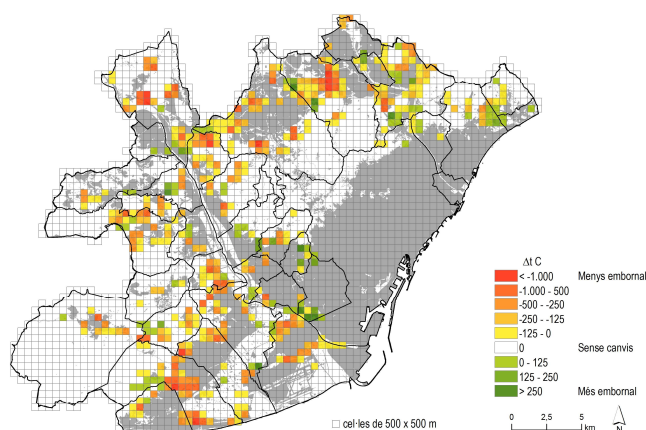 Δt C
< -1.000 Menys embornal
-1.000 - 500
-500 - -250
-250 - -125
-125 - 0
0 Sense canvis
0 - 125
125 - 250
> 250 Més embornal
cel·les de 500 x 500 m
0 2,5 5
km
N